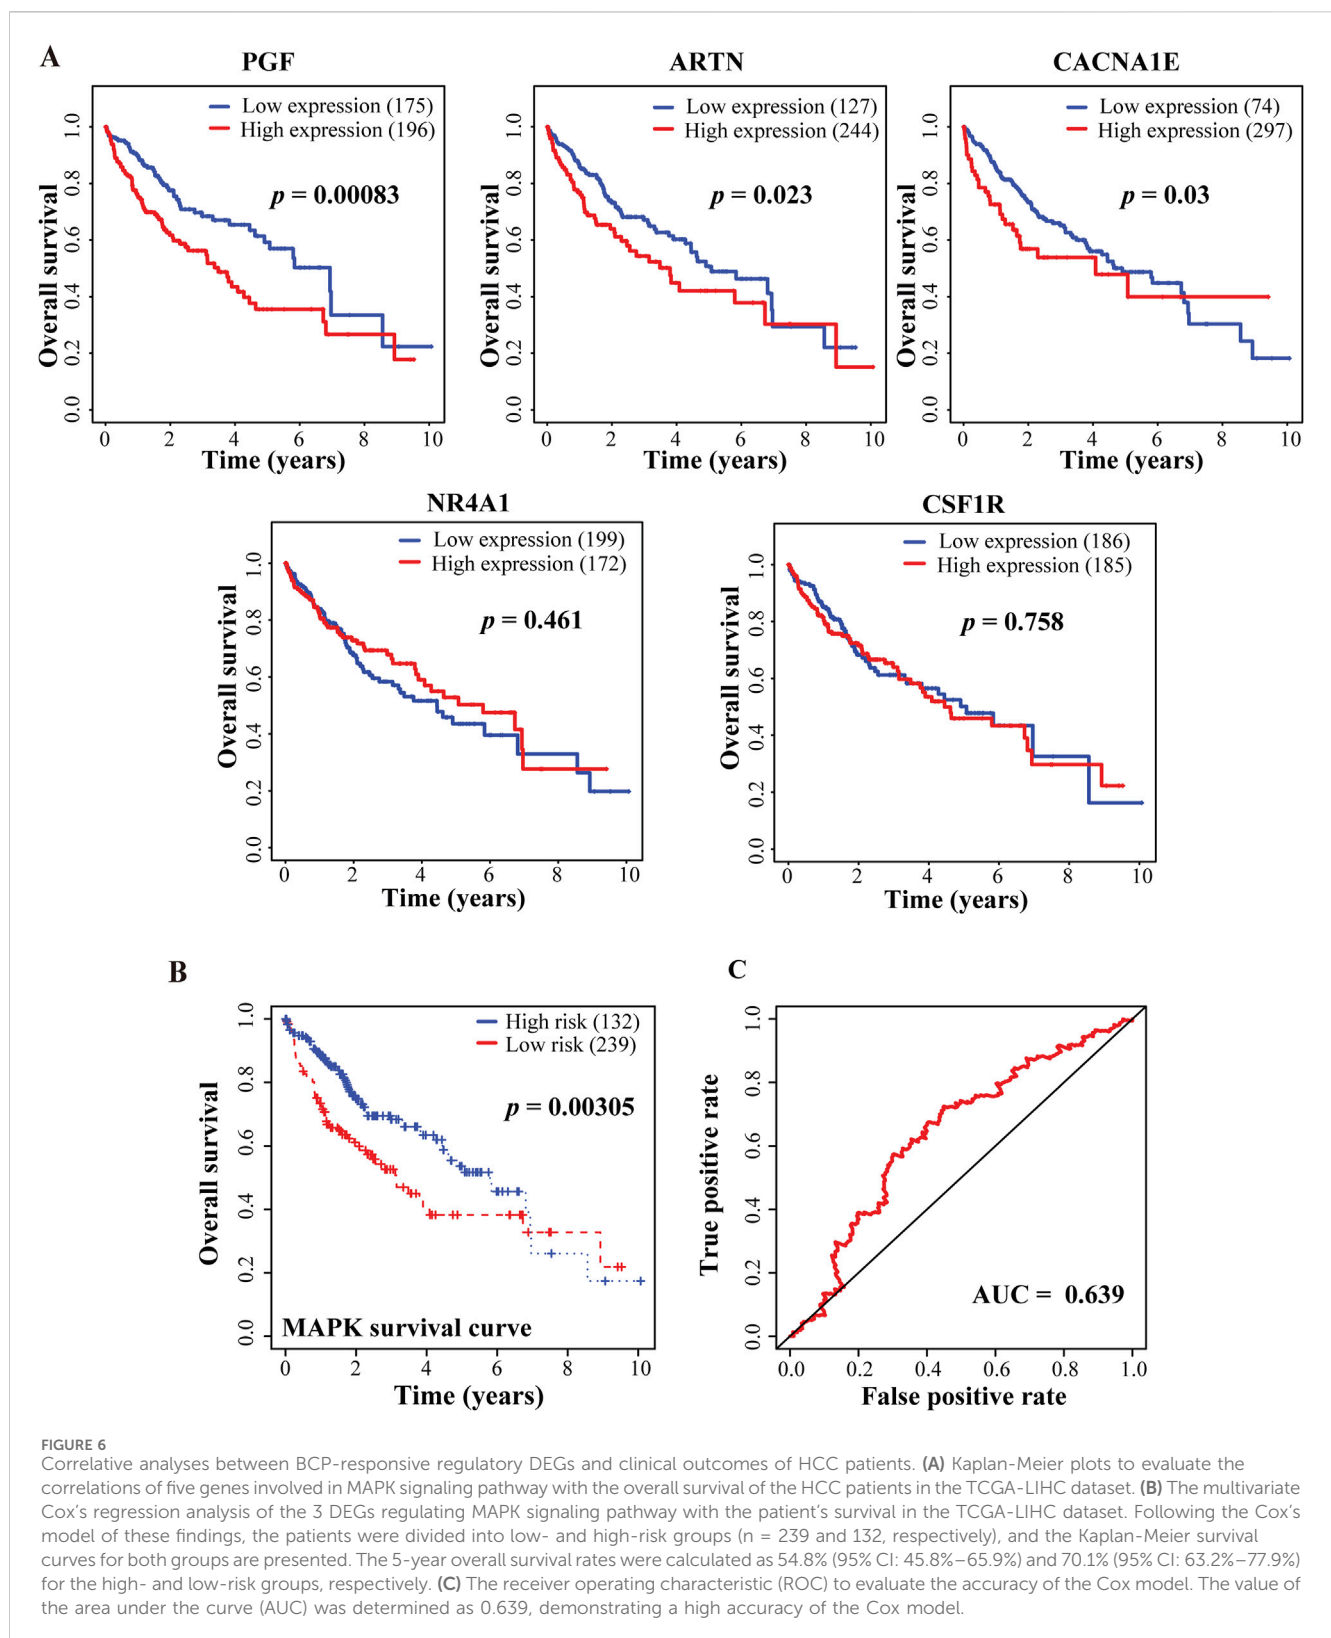 A
PGF
Low expression (175)
High expression (196)
p = 0.00083
Overall survival
0.0 0.2 0.4 0.6 0.8 1.0
0 2 4 6 8 10
Time (years)
ARTN
Low expression (127)
High expression (244)
p = 0.023
Overall survival
0.0 0.2 0.4 0.6 0.8 1.0
0 2 4 6 8 10
Time (years)
CACNA1E
Low expression (74)
High expression (297)
p = 0.03
Overall survival
0.0 0.2 0.4 0.6 0.8 1.0
0 2 4 6 8 10
Time (years)
NR4A1
Low expression (199)
High expression (172)
p = 0.461
Overall survival
0.0 0.2 0.4 0.6 0.8 1.0
0 2 4 6 8 10
Time (years)
CSF1R
Low expression (186)
High expression (185)
p = 0.758
Overall survival
0.0 0.2 0.4 0.6 0.8 1.0
0 2 4 6 8 10
Time (years)
B
High risk (132)
Low risk (239)
p = 0.00305
MAPK survival curve
Overall survival
0.0 0.2 0.4 0.6 0.8 1.0
0 2 4 6 8 10
Time (years)
C
True positive rate
0.0 0.2 0.4 0.6 0.8 1.0
AUC = 0.639
0.0 0.2 0.4 0.6 0.8 1.0
False positive rate
FIGURE 6
Correlative analyses between BCP-responsive regulatory DEGs and clinical outcomes of HCC patients. (A) Kaplan-Meier plots to evaluate the
correlations of five genes involved in MAPK signaling pathway with the overall survival of the HCC patients in the TCGA-LIHC dataset. (B) The multivariate
Cox's regression analysis of the 3 DEGs regulating MAPK signaling pathway with the patient's survival in the TCGA-LIHC dataset. Following the Cox's
model of these findings, the patients were divided into low- and high-risk groups (n = 239 and 132, respectively), and the Kaplan-Meier survival
curves for both groups are presented. The 5-year overall survival rates were calculated as 54.8% (95% CI: 45.8%–65.9%) and 70.1% (95% CI: 63.2%–77.9%)
for the high- and low-risk groups, respectively. (C) The receiver operating characteristic (ROC) to evaluate the accuracy of the Cox model. The value of
the area under the curve (AUC) was determined as 0.639, demonstrating a high accuracy of the Cox model.